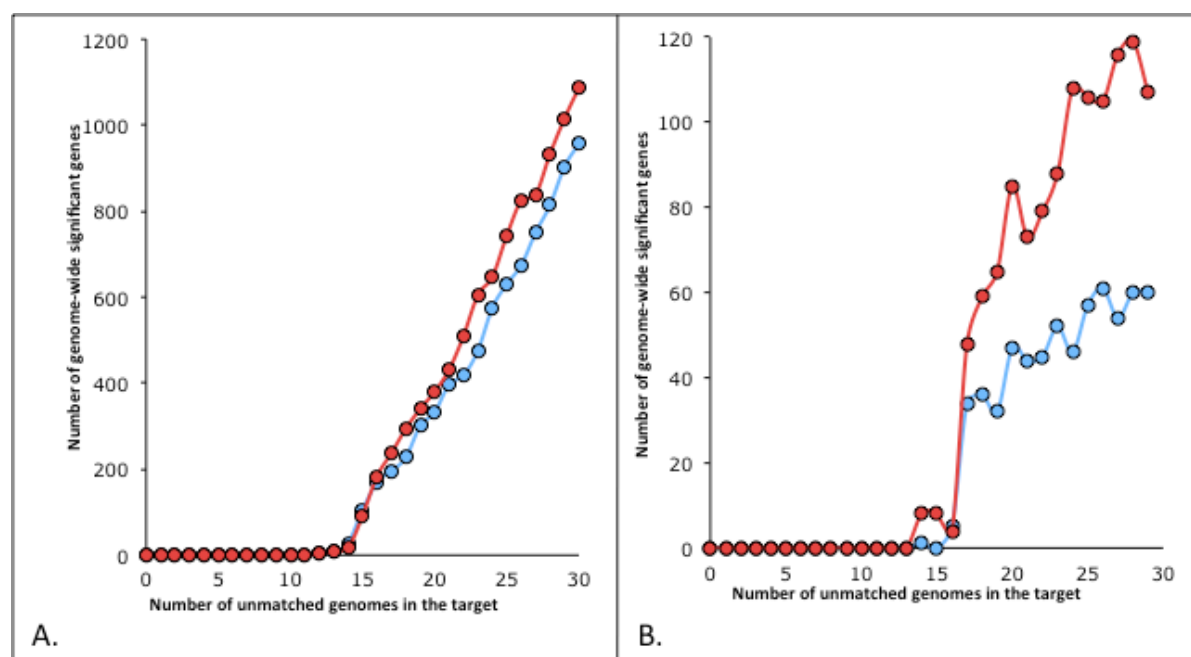 1200
1000
800
600
400
200
0
Number of genome-wide significant genes
0 5 10 15 20 25 30
Number of unmatched genomes in the target
A.
120
100
80
60
40
20
0
Number of genome-wide significant genes
0 5 10 15 20 25 30
Number of unmatched genomes in the target
B.